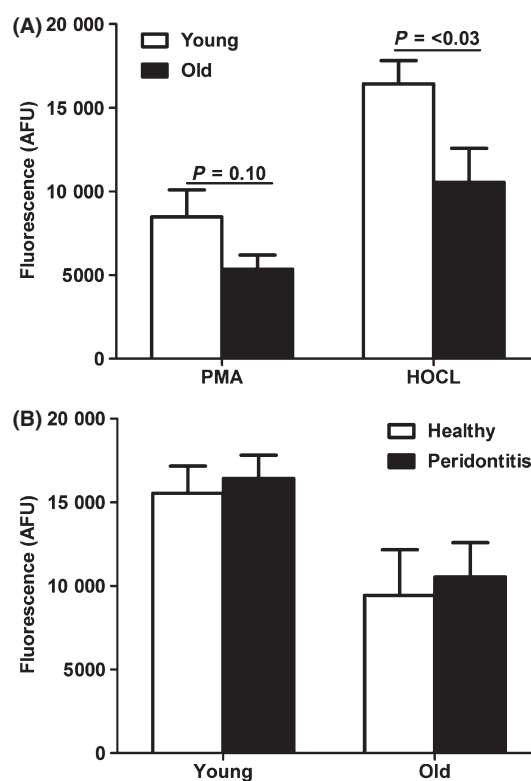 (A)
20 000
15 000
10 000
5000
0
Fluorescence (AFU)
Young
Old
P = 0.10
P = <0.03
PMA
HOCL
(B)
20 000
15 000
10 000
5000
0
Fluorescence (AFU)
Healthy
Peridontitis
Young
Old